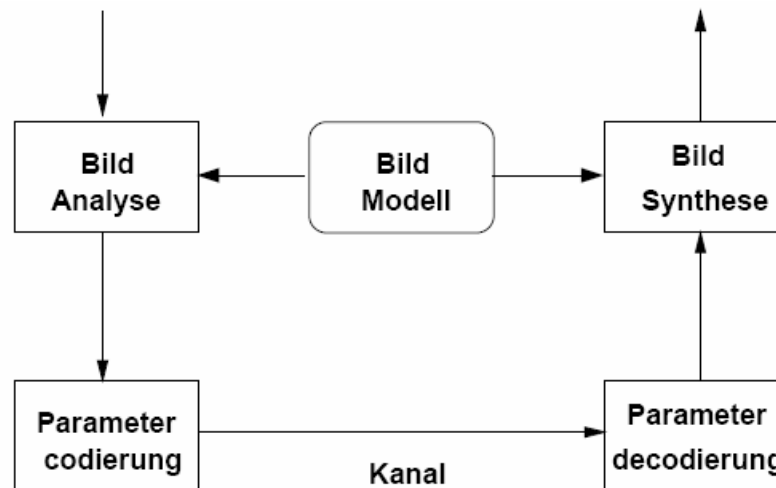 Bild
Analyse
Bild
Modell
Bild
Synthese
Parameter
codierung
Kanal
Parameter
decodierung